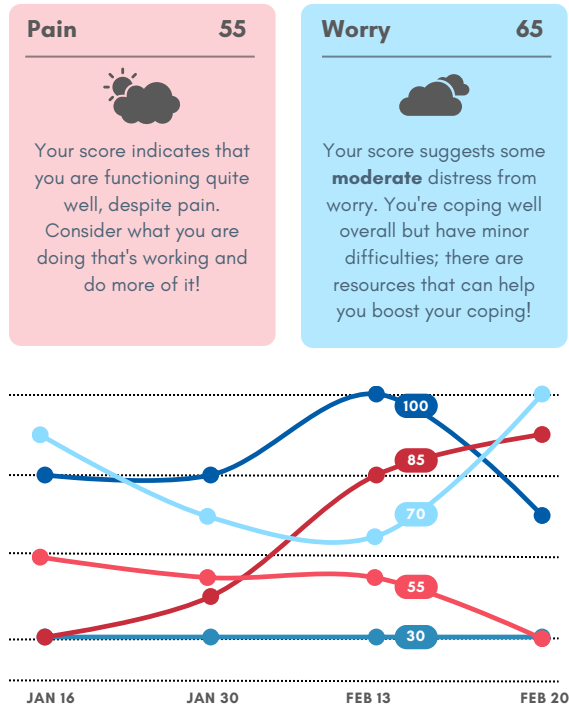 Pain 55
Your score indicates that
you are functioning quite
well, despite pain.
Consider what you are
doing that's working and
do more of it!
Worry 65
Your score suggests some
moderate distress from
worry. You're coping well
overall but have minor
difficulties; there are
resources that can help
you boost your coping!
100
85
70
55
30
JAN 16 JAN 30 FEB 13 FEB 20